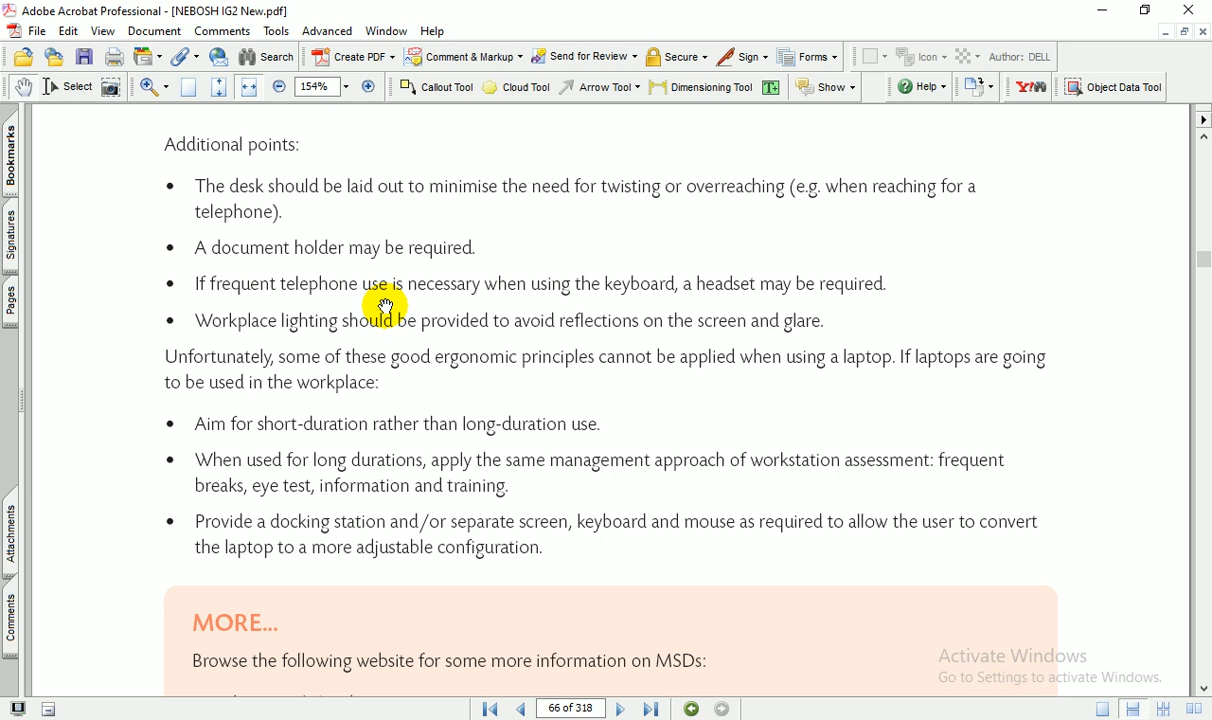 Adobe Acrobat Professional - [NEBOSH IG2 New.pdf]
File Edit View Document Comments Tools Advanced Window Help
Search Create PDF Comment & Markup Send for Review Secure Sign Forms Icon Author: DELL
Select 154% Callout Tool Cloud Tool Arrow Tool Dimensioning Tool Show Help Y! Object Data Tool
Bookmarks
Signatures
Pages
Attachments
Comments
Additional points:
• The desk should be laid out to minimise the need for twisting or overreaching (e.g. when reaching for a
telephone).
• A document holder may be required.
• If frequent telephone use is necessary when using the keyboard, a headset may be required.
• Workplace lighting should be provided to avoid reflections on the screen and glare.
Unfortunately, some of these good ergonomic principles cannot be applied when using a laptop. If laptops are going
to be used in the workplace:
• Aim for short-duration rather than long-duration use.
• When used for long durations, apply the same management approach of workstation assessment: frequent
breaks, eye test, information and training.
• Provide a docking station and/or separate screen, keyboard and mouse as required to allow the user to convert
the laptop to a more adjustable configuration.
MORE...
Browse the following website for some more information on MSDs:
Activate Windows
Go to Settings to activate Windows.
66 of 318